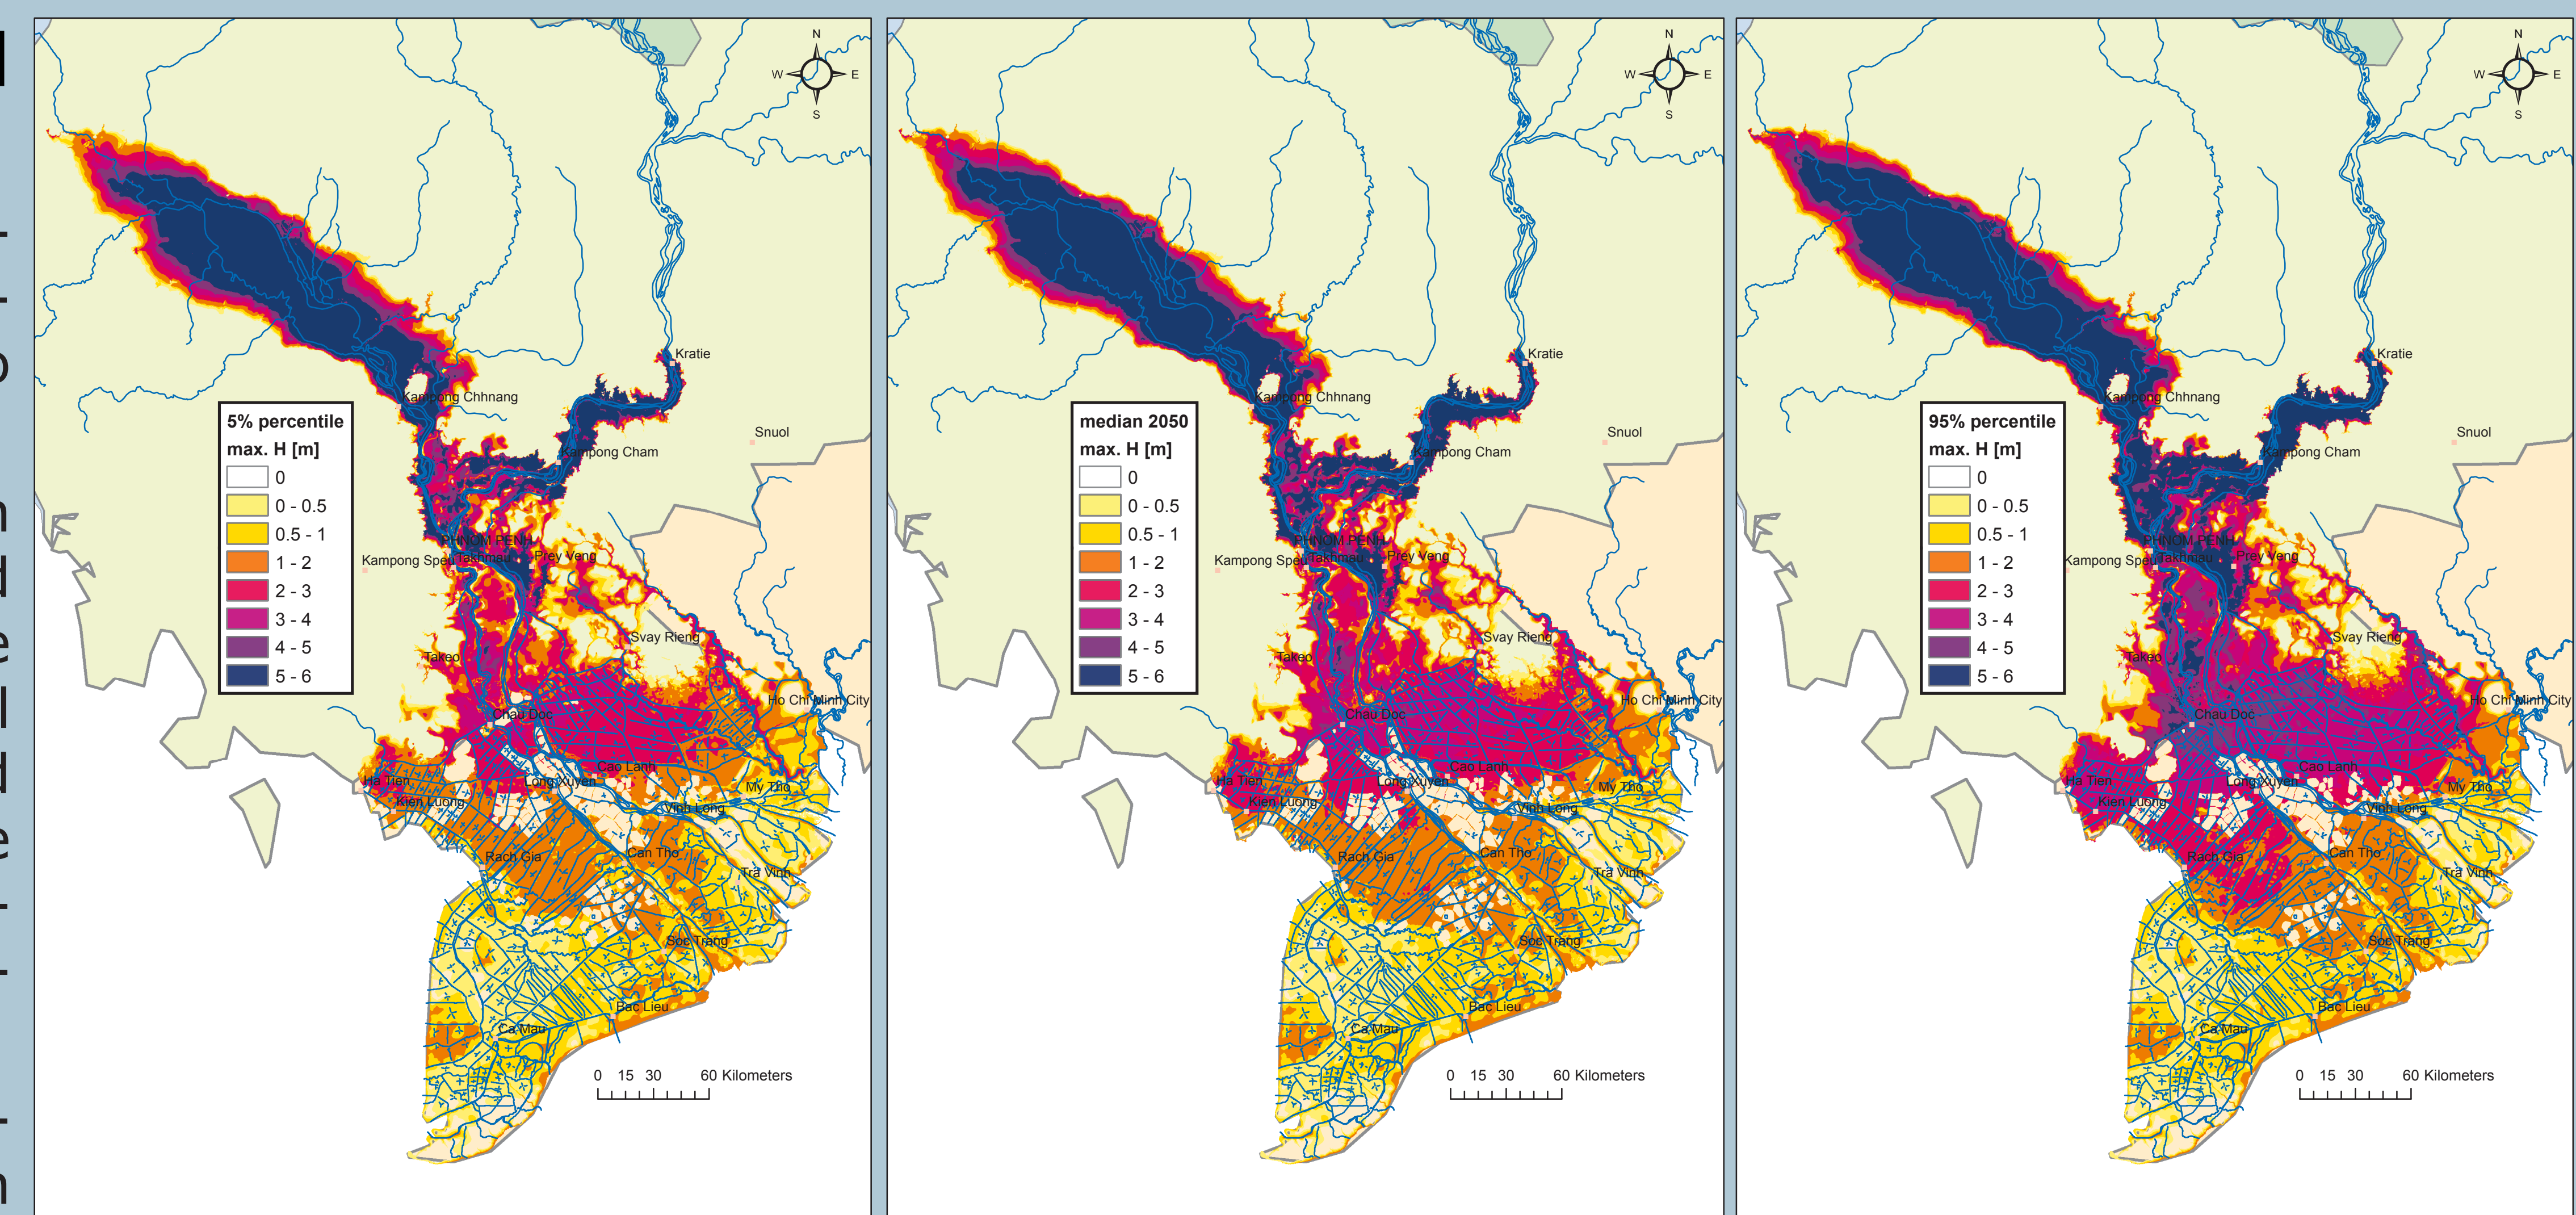 N
W E
S
Kratie
Kampong Chhnang
Snuol
Kampong Cham
5% percentile
max. H [m]
0
0 - 0.5
0.5 - 1
1 - 2
2 - 3
3 - 4
4 - 5
5 - 6
PHNOM PENH
Kampong Speu Takhmau Prey Veng
Svay Rieng
Takeo
Ho Chi Minh City
Chau Doc
Cao Lanh
Ha Tien Long Xuyen
My Tho
Kien Luong
Vinh Long
Can Tho
Rach Gia
Tra Vinh
Soc Trang
Bac Lieu
Ca Mau
0 15 30 60 Kilometers
N
W E
S
Kratie
Kampong Chhnang
Snuol
Kampong Cham
median 2050
max. H [m]
0
0 - 0.5
0.5 - 1
1 - 2
2 - 3
3 - 4
4 - 5
5 - 6
PHNOM PENH
Kampong Speu Takhmau Prey Veng
Svay Rieng
Takeo
Ho Chi Minh City
Chau Doc
Cao Lanh
Ha Tien Long Xuyen
My Tho
Kien Luong
Vinh Long
Can Tho
Rach Gia
Tra Vinh
Soc Trang
Bac Lieu
Ca Mau
0 15 30 60 Kilometers
N
W E
S
Kratie
Kampong Chhnang
Snuol
Kampong Cham
95% percentile
max. H [m]
0
0 - 0.5
0.5 - 1
1 - 2
2 - 3
3 - 4
4 - 5
5 - 6
PHNOM PENH
Kampong Speu Takhmau Prey Veng
Svay Rieng
Takeo
Ho Chi Minh City
Chau Doc
Cao Lanh
Ha Tien Long Xuyen
My Tho
Kien Luong
Vinh Long
Can Tho
Rach Gia
Tra Vinh
Soc Trang
Bac Lieu
Ca Mau
0 15 30 60 Kilometers